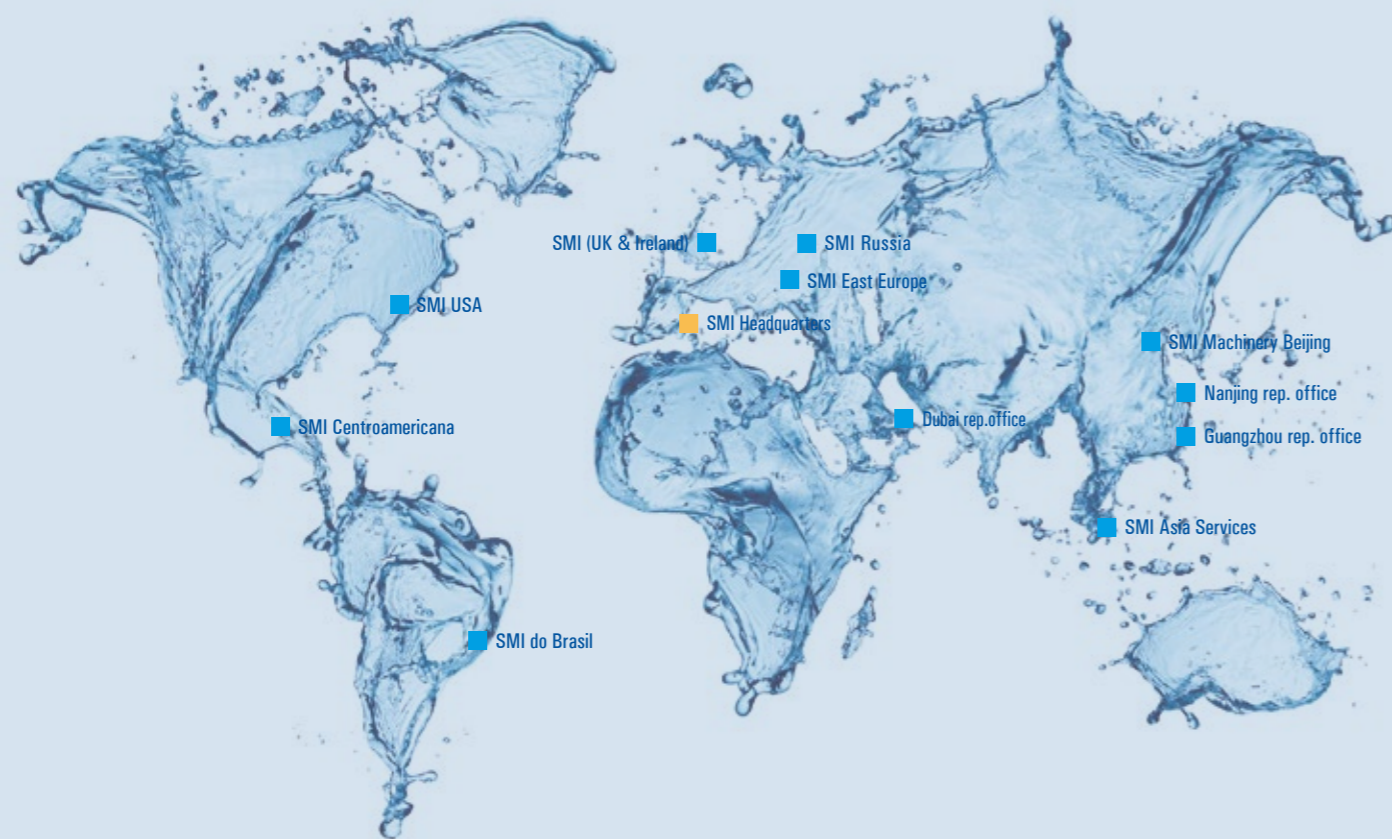 SMI (UK & Ireland)
SMI Russia
SMI East Europe
SMI USA
SMI Headquarters
SMI Machinery Beijing
Nanjing rep. office
Dubai rep.office
SMI Centroamericana
Guangzhou rep. office
SMI Asia Services
SMI do Brasil